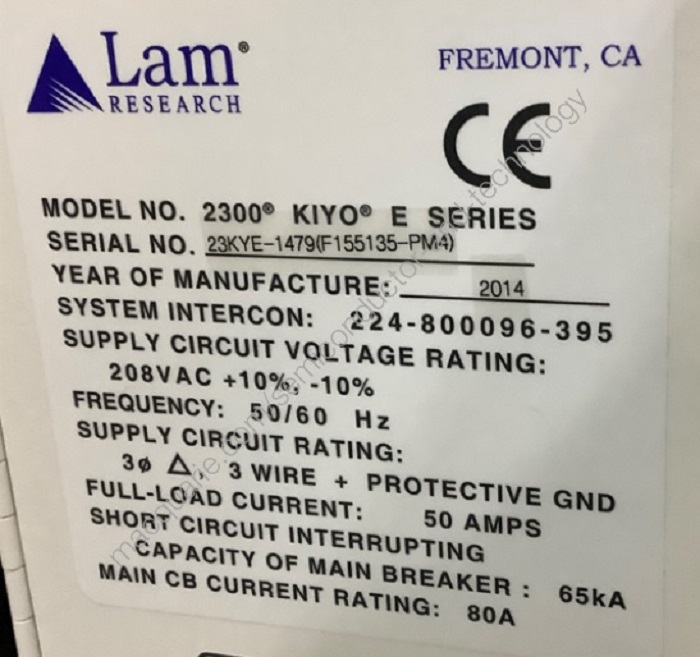 Lam®
RESEARCH
FREMONT, CA
CE
MODEL NO. 2300® KIYO® E SERIES
SERIAL NO. 23KYE-1479(F155135-PM4)
YEAR OF MANUFACTURE: 2014
SYSTEM INTERCON: 224-800096-395
SUPPLY CIRCUIT VOLTAGE RATING:
208VAC +10%, -10%
FREQUENCY: 50/60 Hz
SUPPLY CIRCUIT RATING:
3ø Δ, 3 WIRE + PROTECTIVE GND
FULL-LOAD CURRENT: 50 AMPS
SHORT CIRCUIT INTERRUPTING
CAPACITY OF MAIN BREAKER : 65kA
MAIN CB CURRENT RATING: 80A